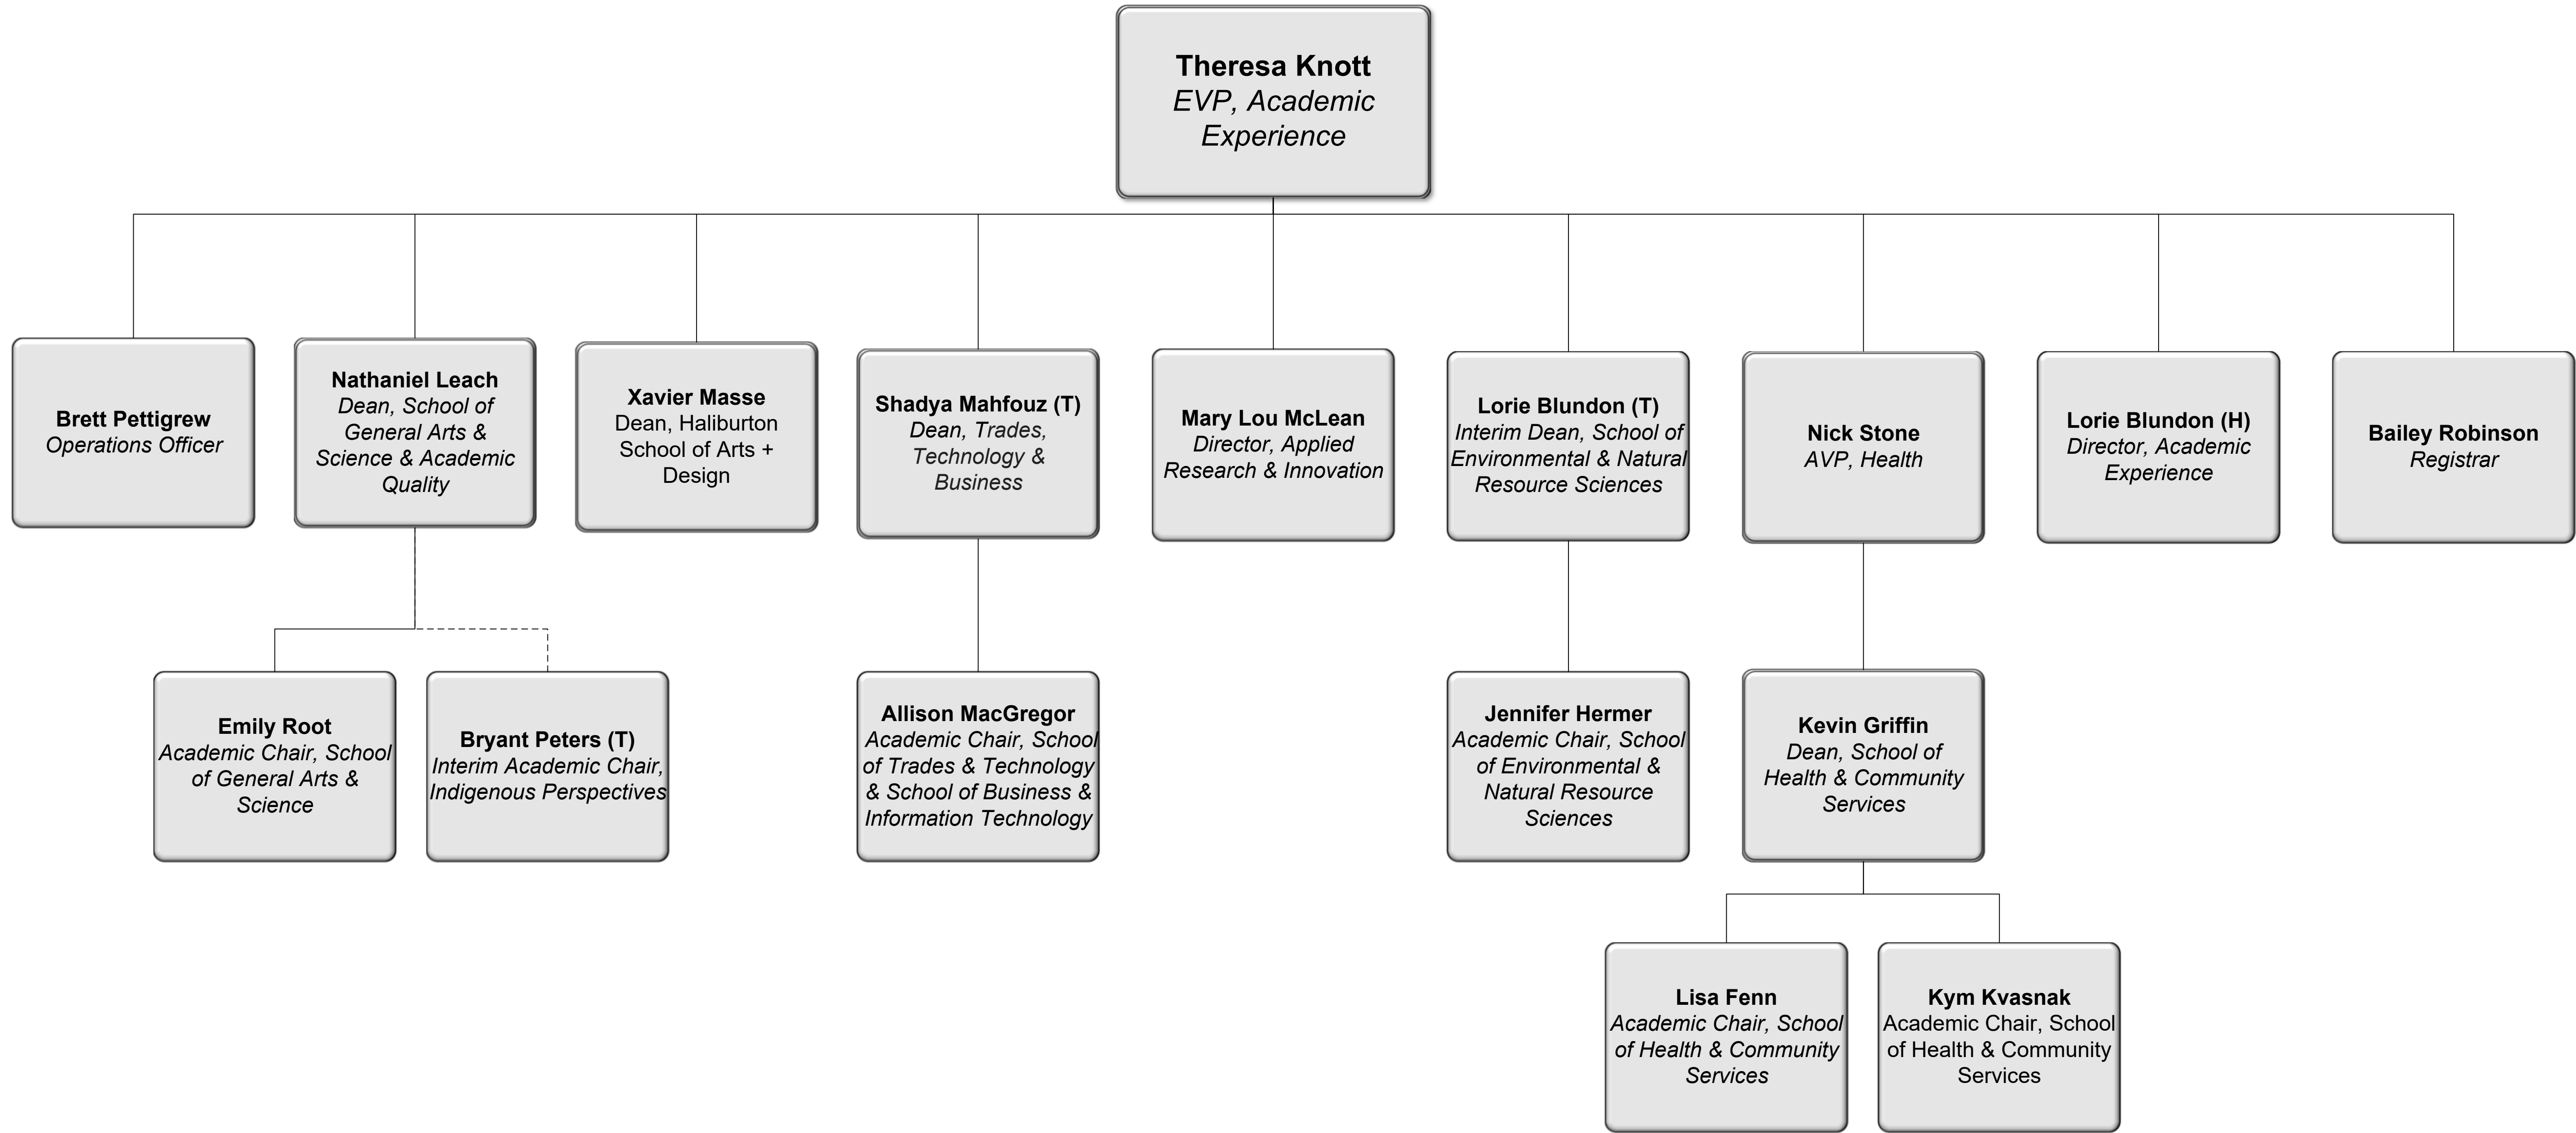 Theresa Knott
EVP, Academic
Experience
Brett Pettigrew
Operations Officer
Nathaniel Leach
Dean, School of
General Arts &
Science & Academic
Quality
Xavier Masse
Dean, Haliburton
School of Arts +
Design
Shadya Mahfouz (T)
Dean, Trades,
Technology &
Business
Mary Lou McLean
Director, Applied
Research & Innovation
Lorie Blundon (T)
Interim Dean, School of
Environmental & Natural
Resource Sciences
Nick Stone
AVP, Health
Lorie Blundon (H)
Director, Academic
Experience
Bailey Robinson
Registrar
Emily Root
Academic Chair, School
of General Arts &
Science
Bryant Peters (T)
Interim Academic Chair,
Indigenous Perspectives
Allison MacGregor
Academic Chair, School
of Trades & Technology
& School of Business &
Information Technology
Jennifer Hermer
Academic Chair, School
of Environmental &
Natural Resource
Sciences
Kevin Griffin
Dean, School of
Health & Community
Services
Lisa Fenn
Academic Chair, School
of Health & Community
Services
Kym Kvasnak
Academic Chair, School
of Health & Community
Services